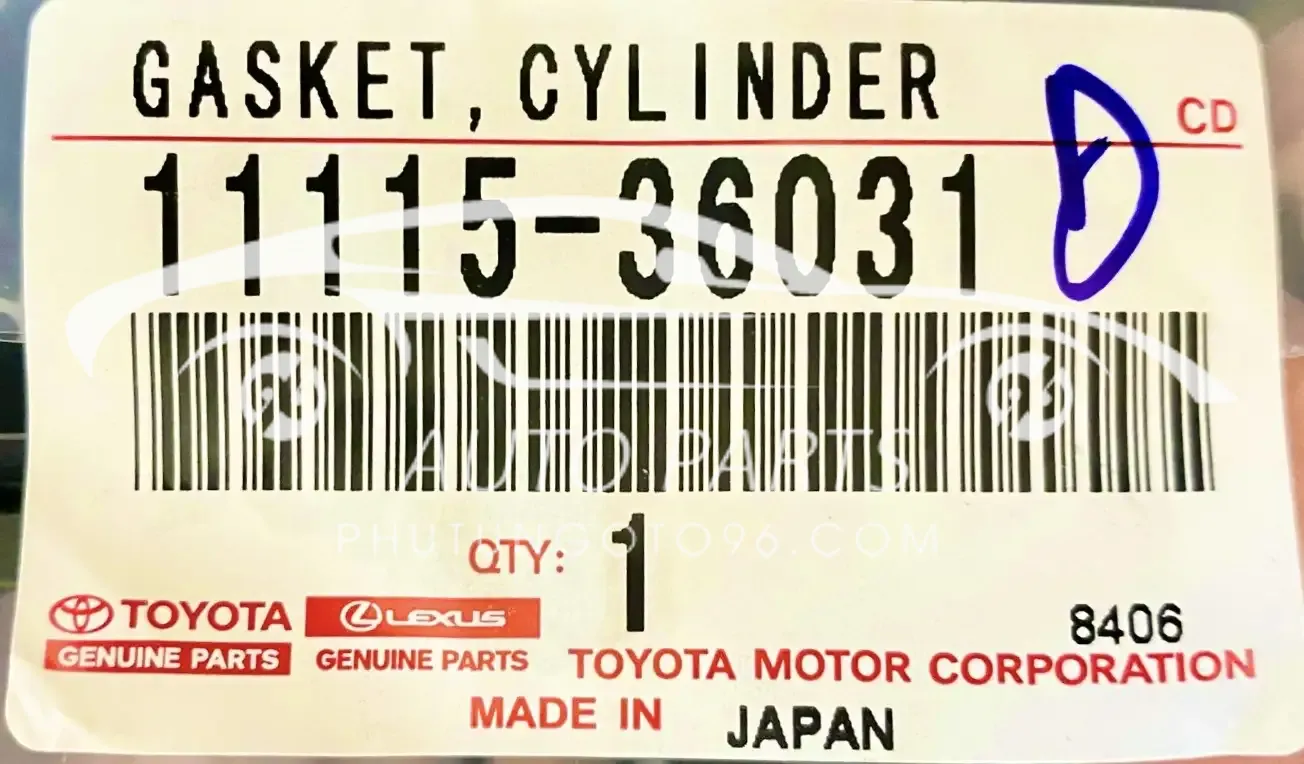 GASKET, CYLINDER
CD
11115-36031
AUTO PARTS
PHUTUNGOTO96.COM
QTY: 1
TOYOTA
GENUINE PARTS
LEXUS
GENUINE PARTS
8406
TOYOTA MOTOR CORPORATION
MADE IN JAPAN